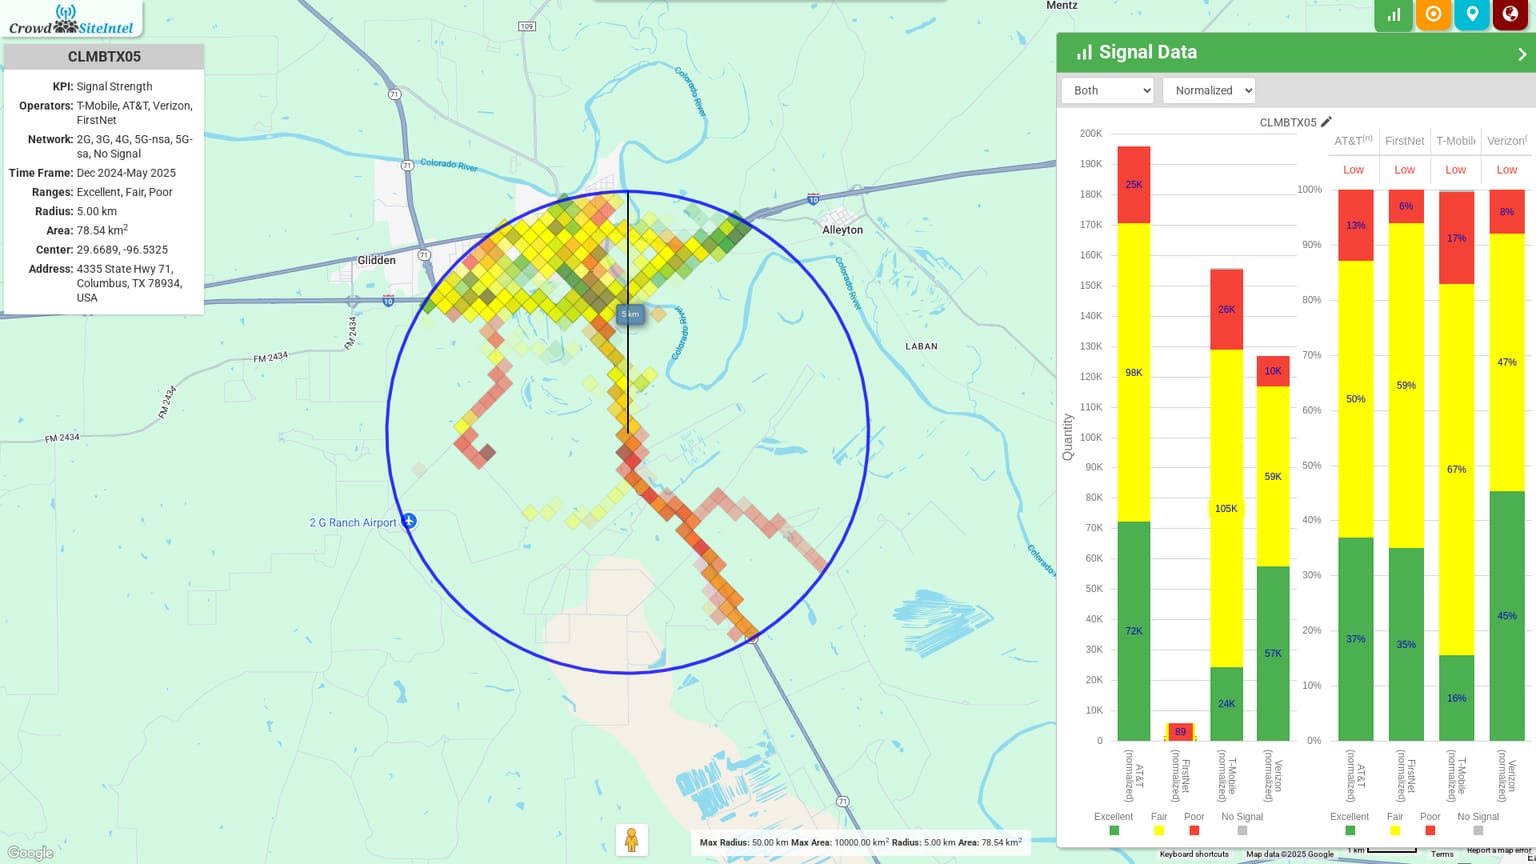 Crowd SiteIntel
CLMBTX05
KPI: Signal Strength
Operators: T-Mobile, AT&T, Verizon,
FirstNet
Network: 2G, 3G, 4G, 5G-nsa, 5G-
sa, No Signal
Time Frame: Dec 2024-May 2025
Ranges: Excellent, Fair, Poor
Radius: 5.00 km
Area: 78.54 km²
Center: 29.6689, -96.5325
Address: 4335 State Hwy 71,
Columbus, TX 78934,
USA
Mentz
109
71
Colorado River
71
Colorado River
10
Alleyton
71
Glidden
10
Colorado River
5 km
Colorado River
FM 2434
LABAN
FM 2434
FM 2434
FM 2434
2 G Ranch Airport
Colorado
71
Google
Max Radius: 50.00 km Max Area: 10000.00 km² Radius: 5.00 km Area: 78.54 km²
Signal Data
Both
Normalized
CLMBTX05
200K
190K
180K
170K
160K
150K
140K
130K
120K
110K
100K
90K
80K
70K
60K
50K
40K
30K
20K
10K
0
Quantity
25K
98K
72K
89
26K
105K
24K
10K
59K
57K
AT&T (normalized)
FirstNet (normalized)
T-Mobile (normalized)
Verizon (normalized)
Excellent Fair Poor No Signal
AT&T(n) FirstNet T-Mobile Verizon(
Low Low Low Low
100%
90%
80%
70%
60%
50%
40%
30%
20%
10%
0%
13%
50%
37%
6%
59%
35%
17%
67%
16%
8%
47%
45%
AT&T (normalized)
FirstNet (normalized)
T-Mobile (normalized)
Verizon (normalized)
Excellent Fair Poor No Signal
Keyboard shortcuts Map data ©2025 Google 1 km Terms Report a map error